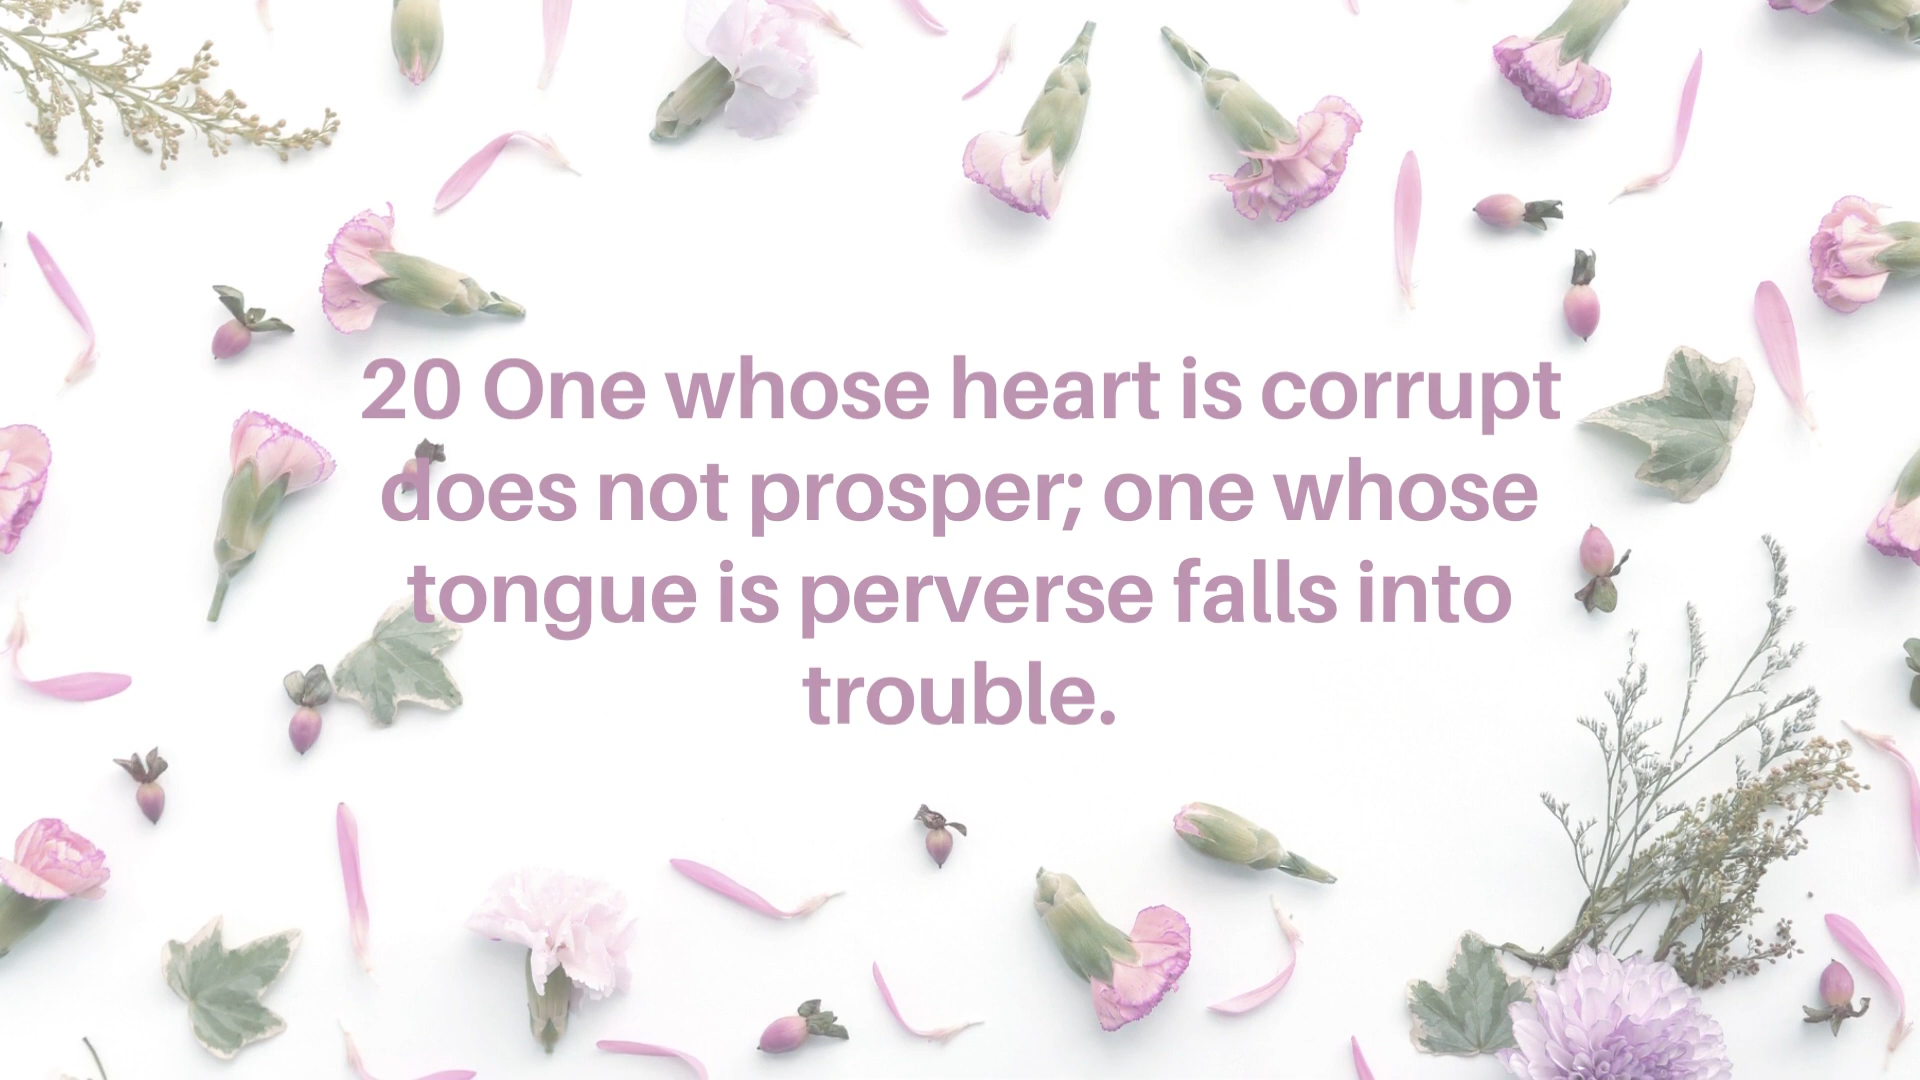 20 One whose heart is corrupt
does not prosper; one whose
tongue is perverse falls into
trouble.